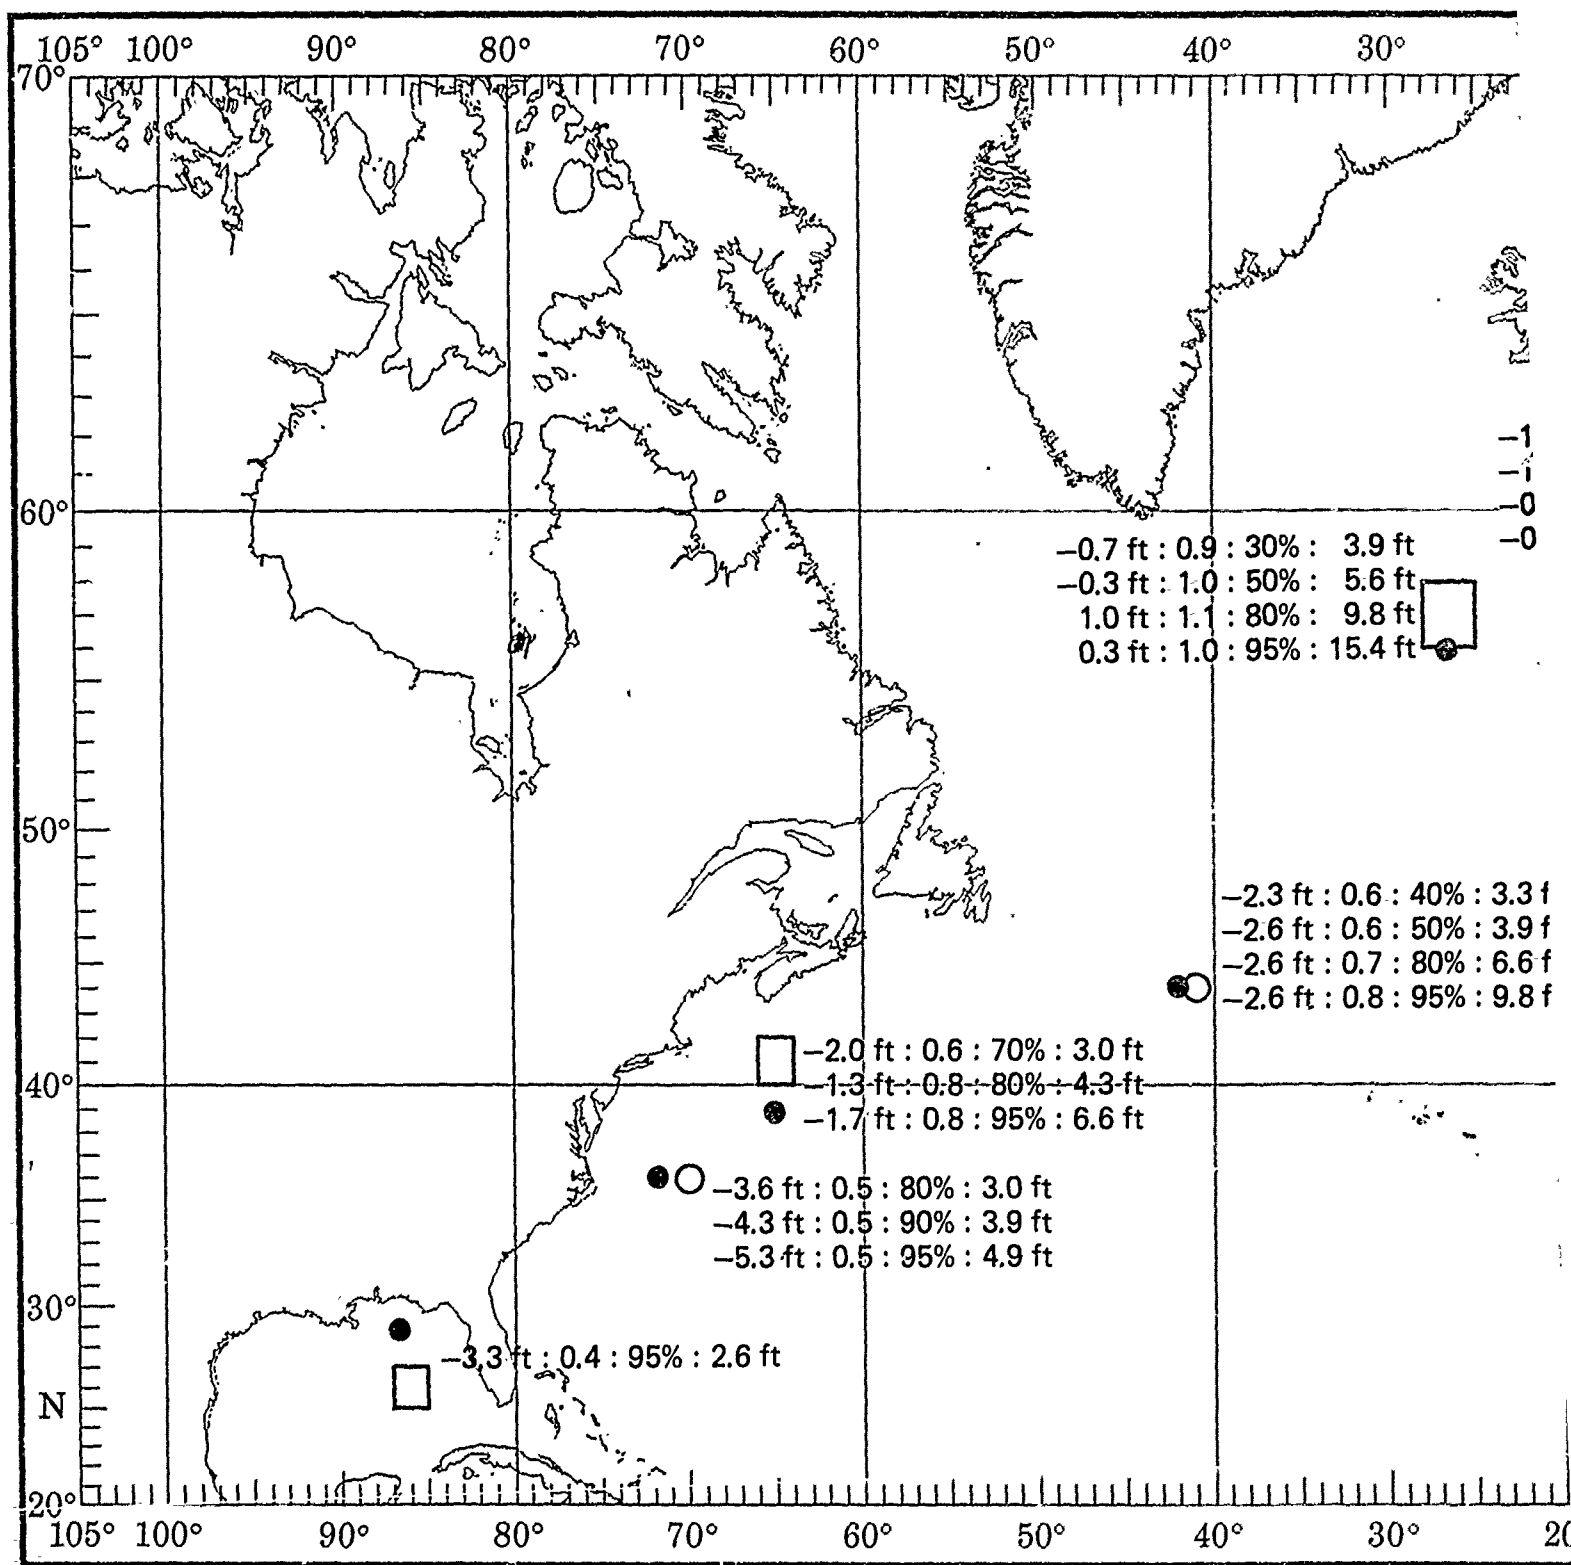 105° 100° 90° 80° 70° 60° 50° 40° 30°
70°
60°
50°
40°
30°
N
20°
−1
−0
−0
−0.7 ft : 0.9 : 30% : 3.9 ft
−0.3 ft : 1.0 : 50% : 5.6 ft
1.0 ft : 1.1 : 80% : 9.8 ft
0.3 ft : 1.0 : 95% : 15.4 ft
−2.3 ft : 0.6 : 40% : 3.3 f
−2.6 ft : 0.6 : 50% : 3.9 f
−2.6 ft : 0.7 : 80% : 6.6 f
−2.6 ft : 0.8 : 95% : 9.8 f
−2.0 ft : 0.6 : 70% : 3.0 ft
−1.3 ft : 0.8 : 80% : 4.3 ft
−1.7 ft : 0.8 : 95% : 6.6 ft
−3.6 ft : 0.5 : 80% : 3.0 ft
−4.3 ft : 0.5 : 90% : 3.9 ft
−5.3 ft : 0.5 : 95% : 4.9 ft
−3.3 ft : 0.4 : 95% : 2.6 ft
105° 100° 90° 80° 70° 60° 50° 40° 30°